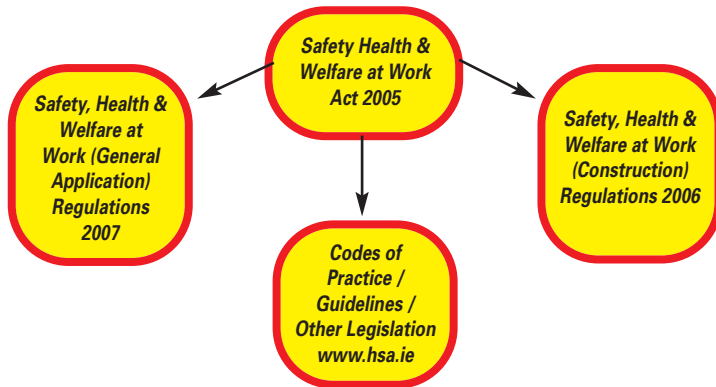 Safety Health &
Welfare at Work
Act 2005
Safety, Health &
Welfare at
Work (General
Application)
Regulations
2007
Safety, Health &
Welfare at Work
(Construction)
Regulations 2006
Codes of
Practice /
Guidelines /
Other Legislation
www.hsa.ie